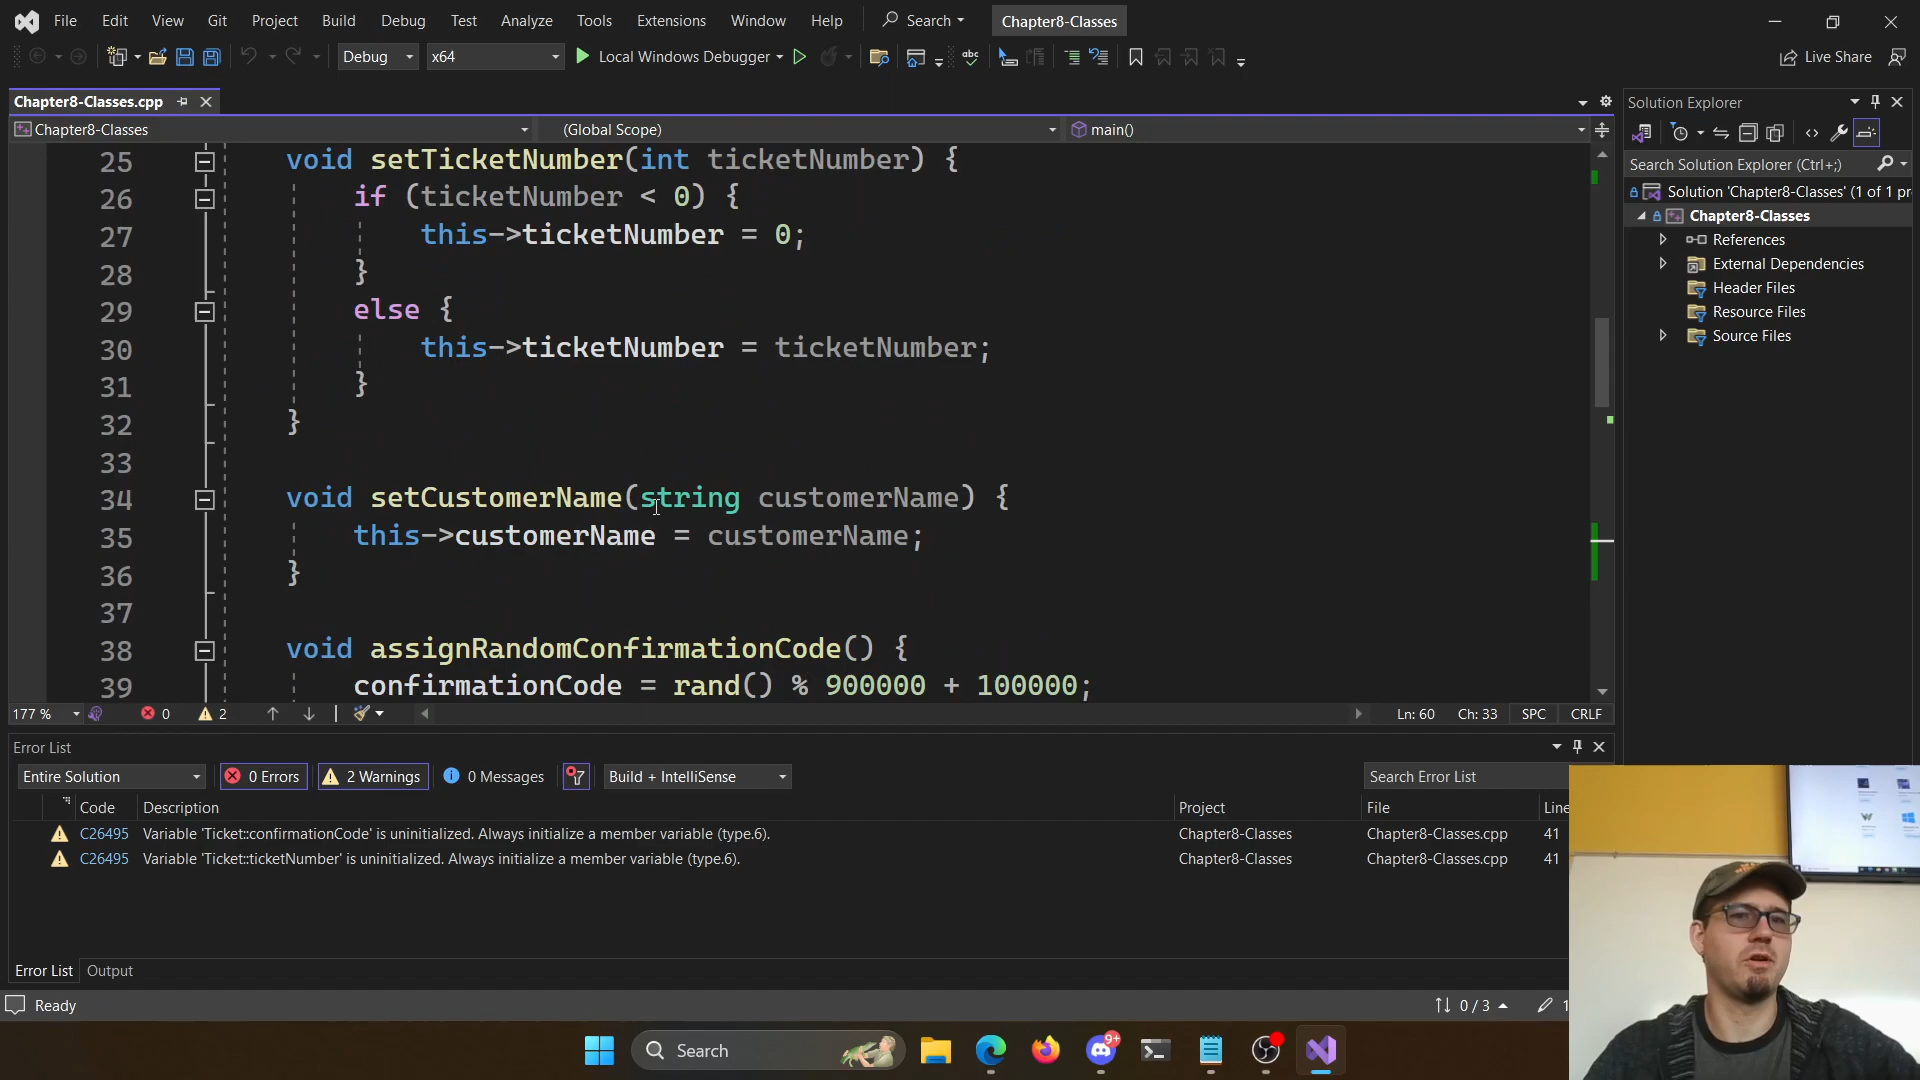 File Edit View Git Project Build Debug Test Analyze Tools Extensions Window Help Search Chapter8-Classes
Debug x64 Local Windows Debugger Live Share
Chapter8-Classes.cpp
Chapter8-Classes (Global Scope) main()
25 void setTicketNumber(int ticketNumber) {
26 if (ticketNumber < 0) {
27 this->ticketNumber = 0;
28 }
29 else {
30 this->ticketNumber = ticketNumber;
31 }
32 }
33
34 void setCustomerName(string customerName) {
35 this->customerName = customerName;
36 }
37
38 void assignRandomConfirmationCode() {
39 confirmationCode = rand() % 900000 + 100000;
177 % 0 2 Ln: 60 Ch: 33 SPC CRLF
Solution Explorer
Search Solution Explorer (Ctrl+;)
Solution 'Chapter8-Classes' (1 of 1 pr
Chapter8-Classes
References
External Dependencies
Header Files
Resource Files
Source Files
Error List
Entire Solution 0 Errors 2 Warnings 0 Messages Build + IntelliSense Search Error List
Code Description Project File Line
C26495 Variable 'Ticket::confirmationCode' is uninitialized. Always initialize a member variable (type.6). Chapter8-Classes Chapter8-Classes.cpp 41
C26495 Variable 'Ticket::ticketNumber' is uninitialized. Always initialize a member variable (type.6). Chapter8-Classes Chapter8-Classes.cpp 41
Error List Output
Ready 0 / 3 1
Search 9+